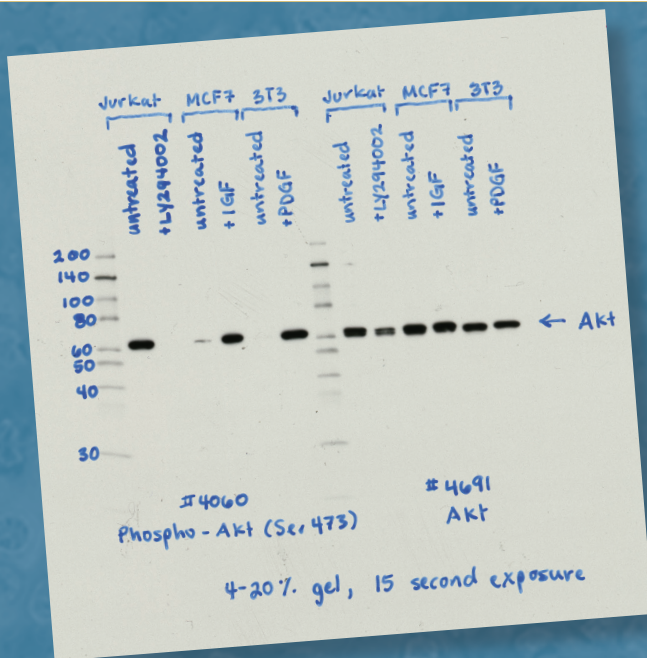 Jurkat MCF7 3T3 Jurkat MCF7 3T3
untreated +LY294002 untreated +IGF untreated +PDGF untreated +LY294002 untreated +IGF untreated +PDGF
200
140
100
80
60
50
40
30
← Akt
#4060
Phospho-Akt (Ser 473)
#4691
Akt
4-20% gel, 15 second exposure